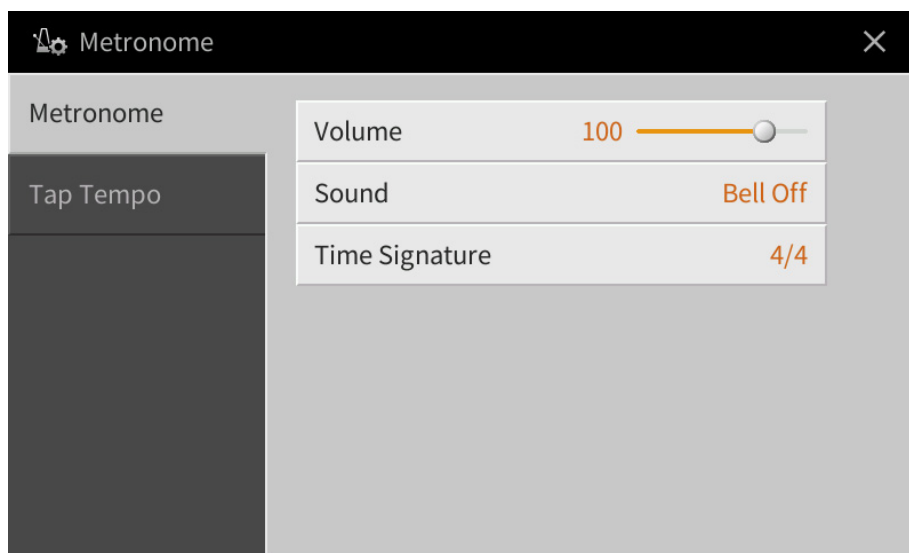 Metronome
Metronome
Tap Tempo
Volume 100
Sound Bell Off
Time Signature 4/4